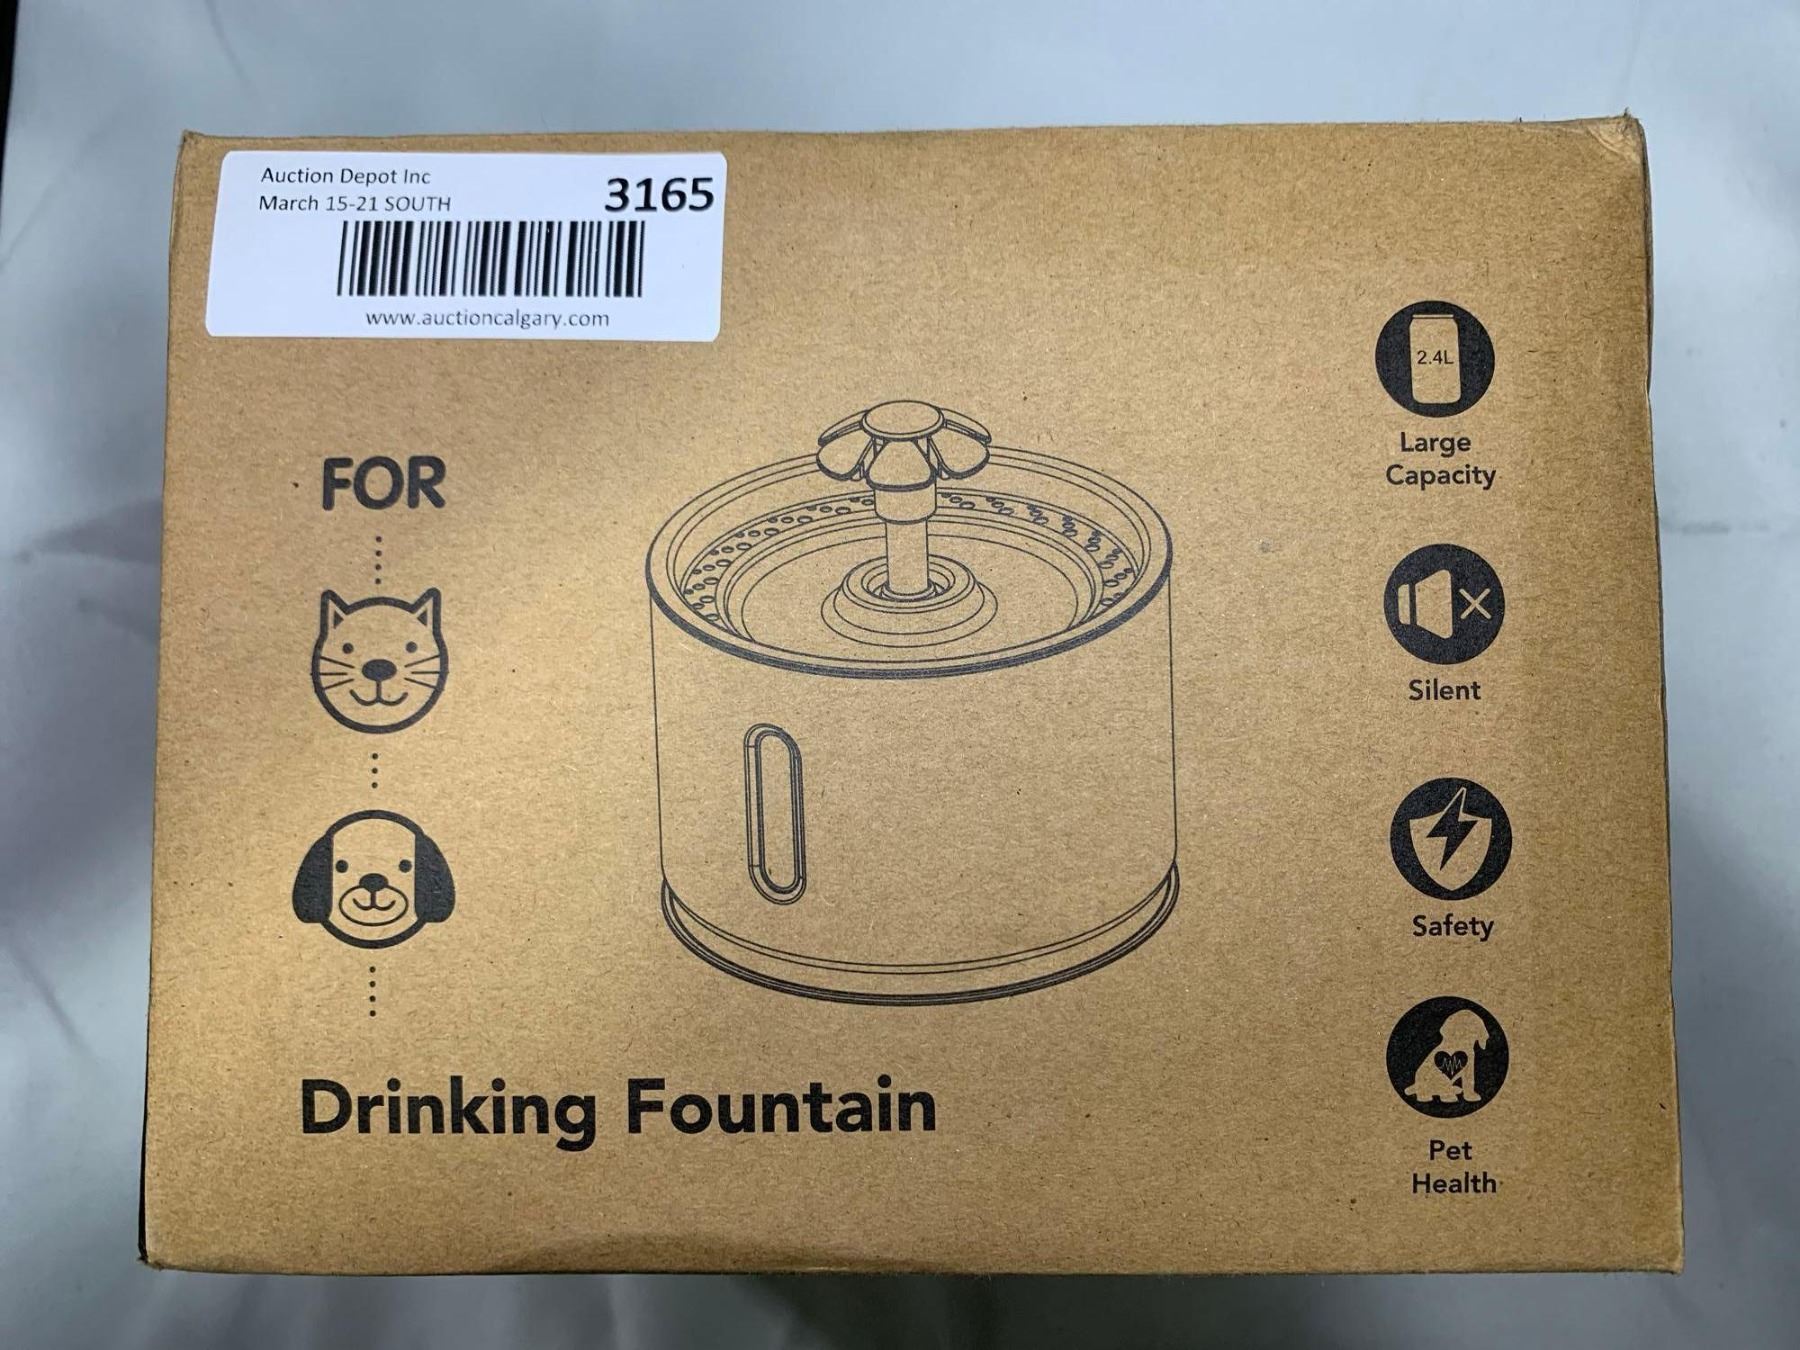 Auction Depot Inc
March 15-21 SOUTH
3165
www.auctioncalgary.com
FOR
Drinking Fountain
2.4L
Large
Capacity
Silent
Safety
Pet
Health